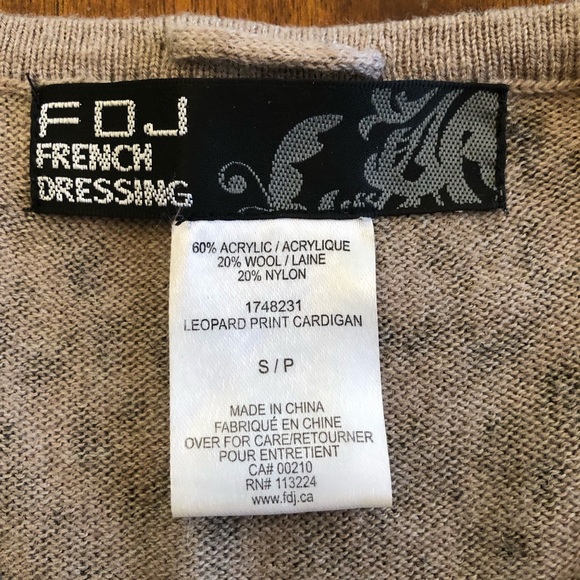 FDJ
FRENCH
DRESSING
60% ACRYLIC / ACRYLIQUE
20% WOOL / LAINE
20% NYLON
1748231
LEOPARD PRINT CARDIGAN
S / P
MADE IN CHINA
FABRIQUÉ EN CHINE
OVER FOR CARE/RETOURNER
POUR ENTRETIENT
CA# 00210
RN# 113224
www.fdj.ca